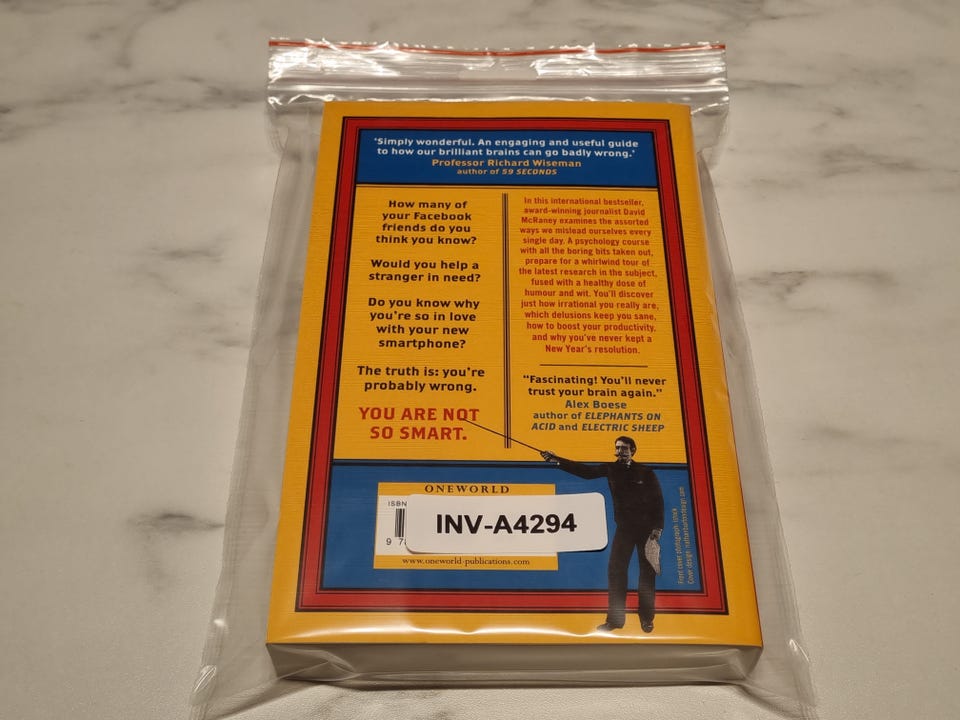 'Simply wonderful. An engaging and useful guide
to how our brilliant brains can go badly wrong.'
Professor Richard Wiseman
author of 59 SECONDS
How many of
your Facebook
friends do you
think you know?
Would you help a
stranger in need?
Do you know why
you're so in love
with your new
smartphone?
The truth is: you're
probably wrong.
YOU ARE NOT
SO SMART.
In this international bestseller,
award-winning journalist David
McRaney examines the assorted
ways we mislead ourselves every
single day. A psychology course
with all the boring bits taken out,
prepare for a whirlwind tour of
the latest research in the subject,
fused with a healthy dose of
humour and wit. You'll discover
just how irrational you really are,
which delusions keep you sane,
how to boost your productivity,
and why you've never kept a
New Year's resolution.
"Fascinating! You'll never
trust your brain again."
Alex Boese
author of ELEPHANTS ON
ACID and ELECTRIC SHEEP
ONEWORLD
ISBN
INV-A4294
9 7
www.oneworld-publications.com
Front cover photograph: istock
Cover design: